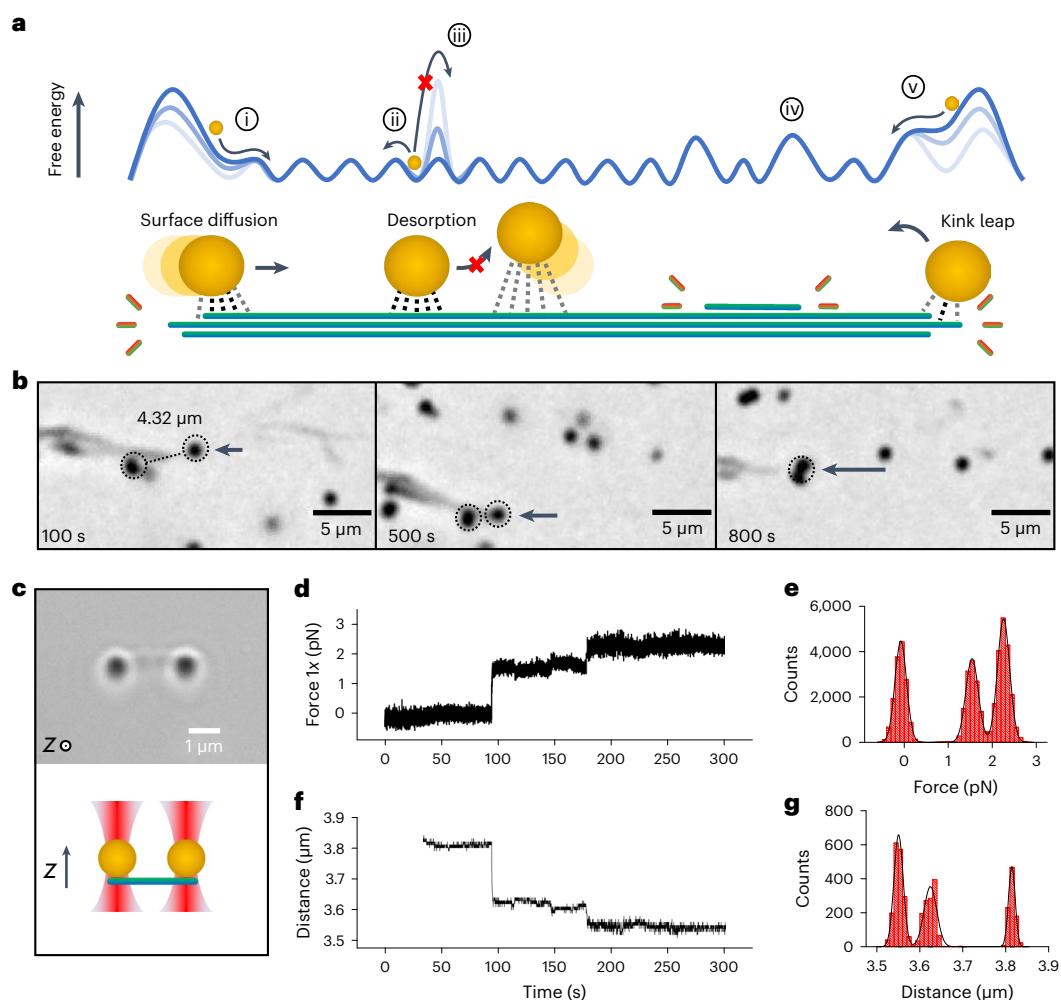 a
Free energy
i
ii
iii
iv
v
Surface diffusion
Desorption
Kink leap
b
4.32 µm
5 µm
100 s
5 µm
500 s
5 µm
800 s
c
1 µm
Z
Z
d
Force 1x (pN)
3
2
1
0
0 50 100 150 200 250 300
e
Counts
6,000
4,000
2,000
0
0 1 2 3
Force (pN)
f
Distance (µm)
3.9
3.8
3.7
3.6
3.5
0 50 100 150 200 250 300
Time (s)
g
Counts
800
600
400
200
0
3.5 3.6 3.7 3.8 3.9
Distance (µm)